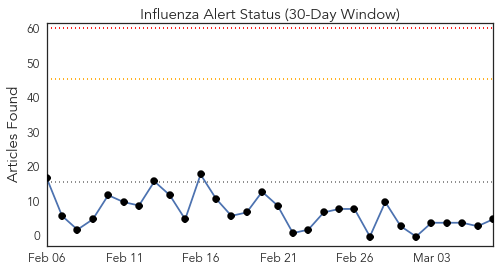 Influenza Alert Status (30-Day Window)
Articles Found
60
50
40
30
20
10
0
Feb 06
Feb 11
Feb 16
Feb 21
Feb 26
Mar 03